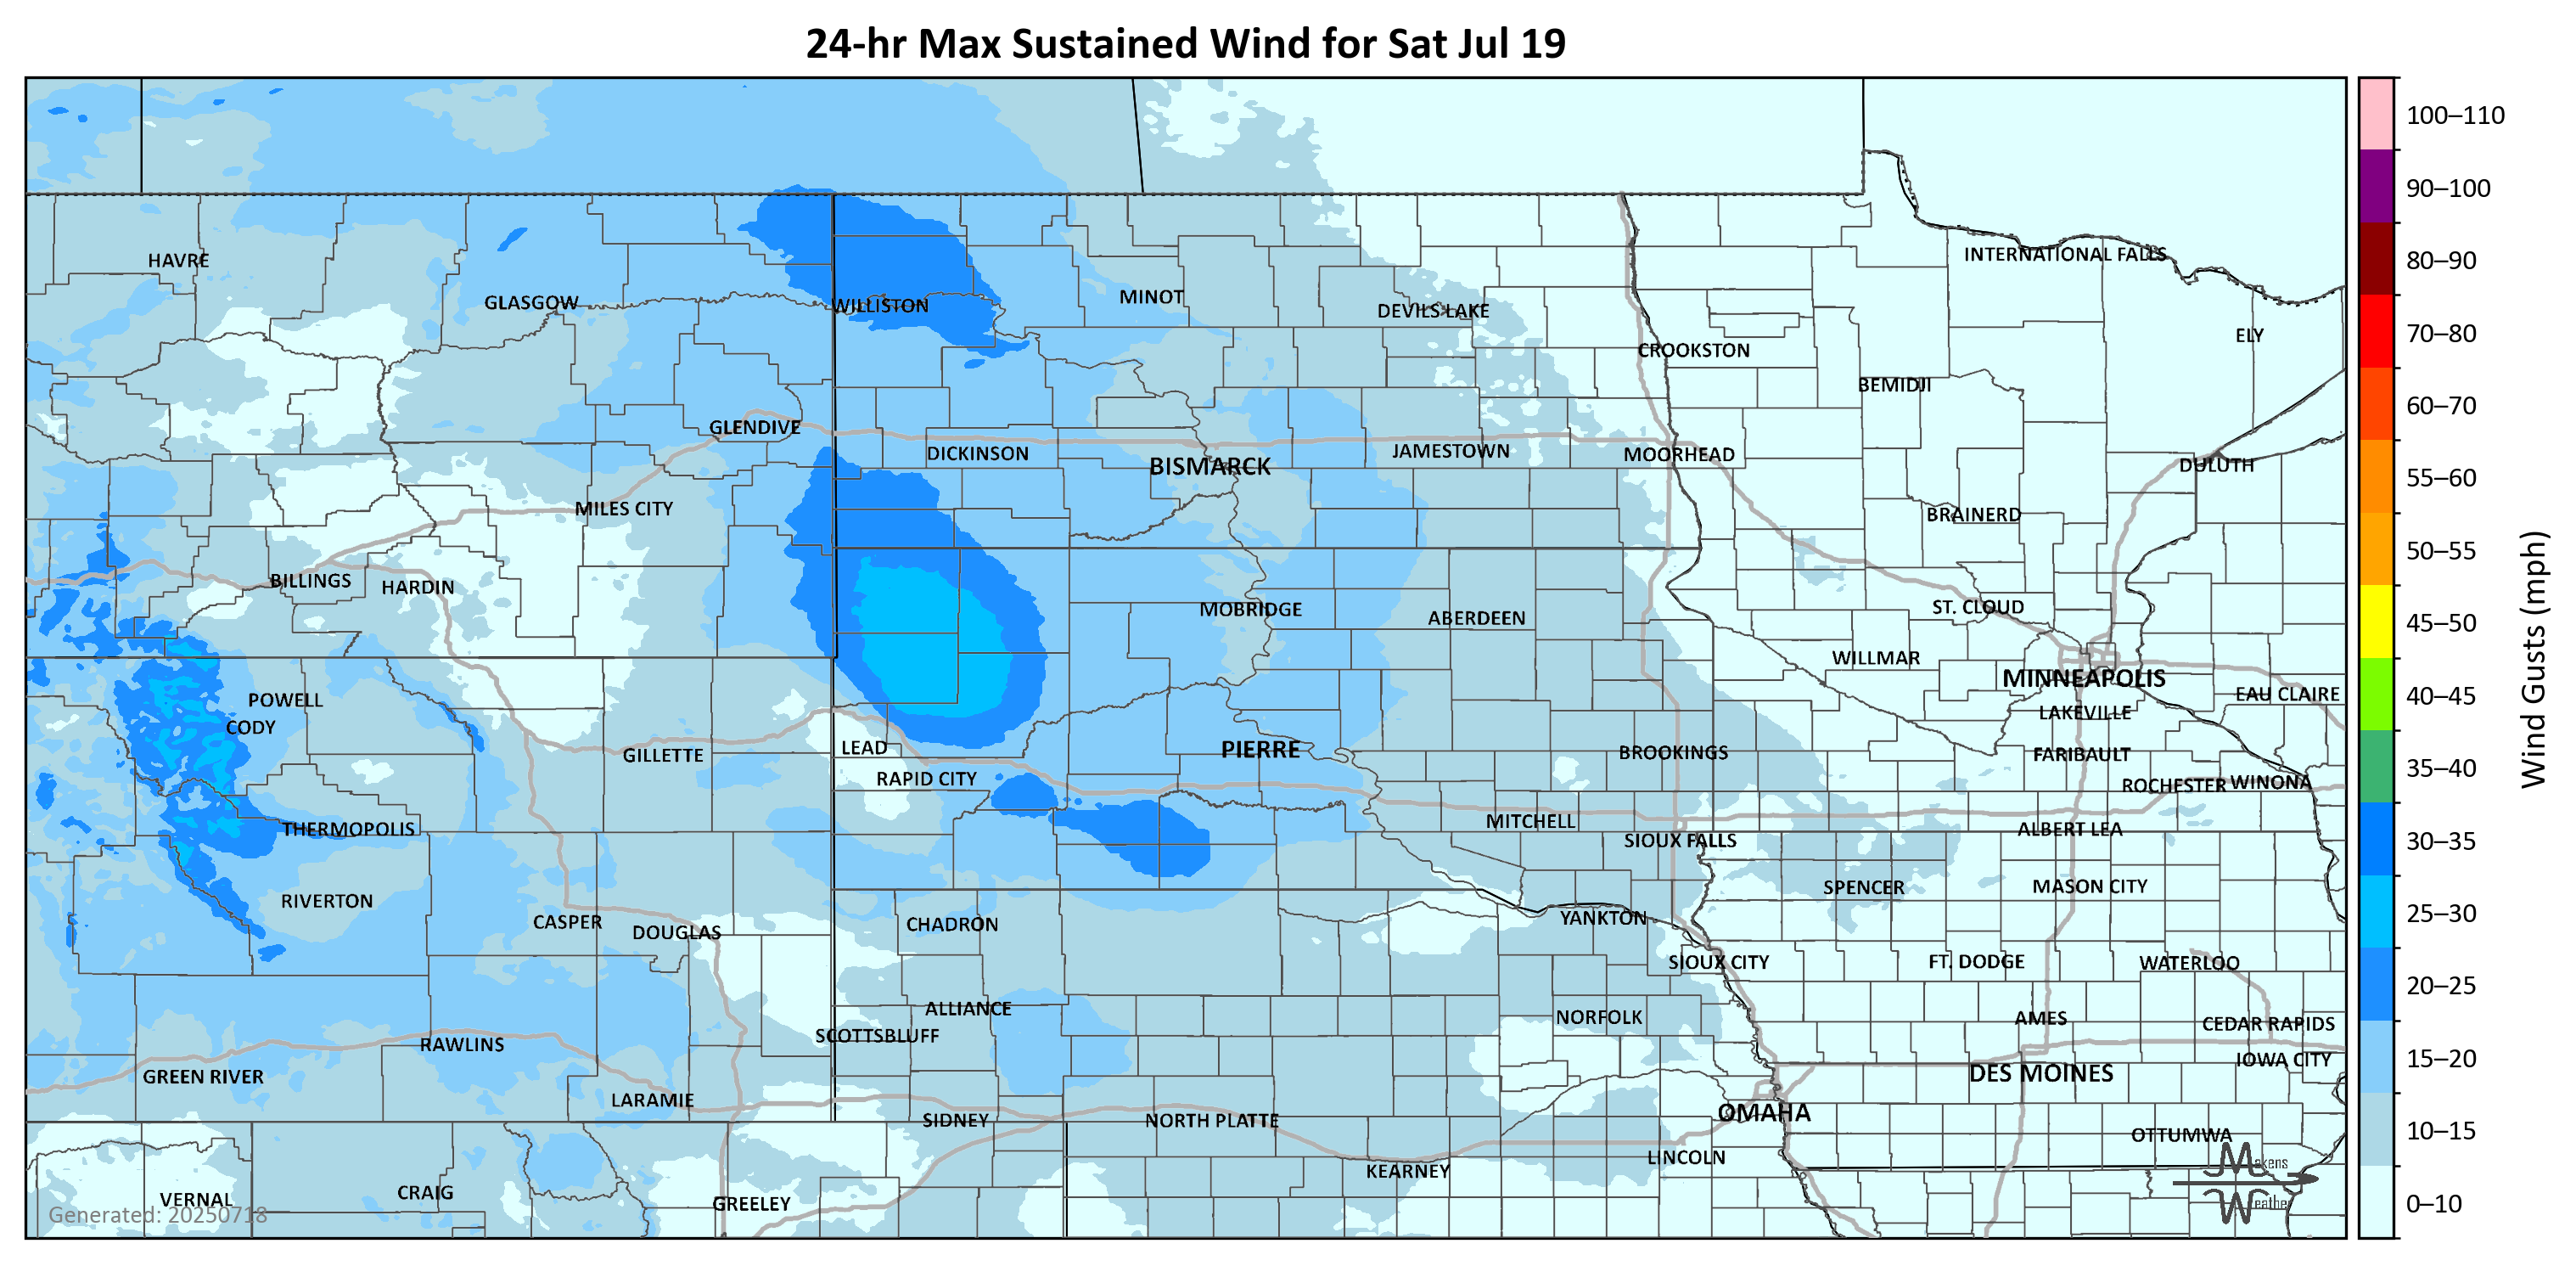 24-hr Max Sustained Wind for Sat Jul 19
100–110
90–100
80–90
70–80
60–70
55–60
50–55
45–50
40–45
35–40
30–35
25–30
20–25
15–20
10–15
0–10
Wind Gusts (mph)
HAVRE
INTERNATIONAL FALLS
GLASGOW
WILLISTON
MINOT
DEVILS LAKE
ELY
CROOKSTON
BEMIDJI
GLENDIVE
DICKINSON
BISMARCK
JAMESTOWN
MOORHEAD
DULUTH
MILES CITY
BRAINERD
BILLINGS
HARDIN
MOBRIDGE
ABERDEEN
ST. CLOUD
WILLMAR
MINNEAPOLIS
POWELL
EAU CLAIRE
CODY
LAKEVILLE
GILLETTE
LEAD
PIERRE
BROOKINGS
FARIBAULT
RAPID CITY
ROCHESTER
WINONA
THERMOPOLIS
MITCHELL
ALBERT LEA
SIOUX FALLS
RIVERTON
SPENCER
MASON CITY
CASPER
DOUGLAS
CHADRON
YANKTON
SIOUX CITY
FT. DODGE
WATERLOO
ALLIANCE
NORFOLK
AMES
CEDAR RAPIDS
SCOTTSBLUFF
RAWLINS
IOWA CITY
GREEN RIVER
DES MOINES
LARAMIE
SIDNEY
NORTH PLATTE
OMAHA
OTTUMWA
LINCOLN
KEARNEY
VERNAL
CRAIG
GREELEY
Makens
Weather
Generated: 20250718